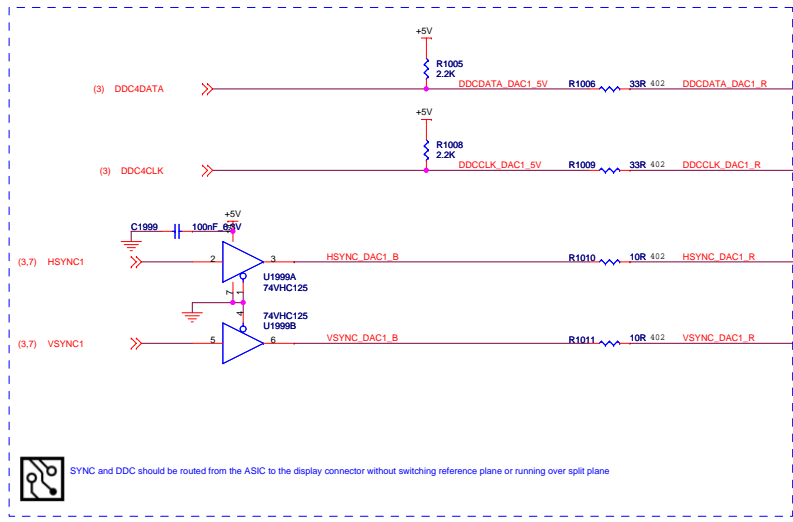 +5V
R1005
2.2K
(3) DDC4DATA DDCDATA_DAC1_5V R1006 33R 402 DDCDATA_DAC1_R
+5V
R1008
2.2K
(3) DDC4CLK DDCCLK_DAC1_5V R1009 33R 402 DDCCLK_DAC1_R
+5V
C1999 100nF_6.3V
(3,7) HSYNC1 2 3 HSYNC_DAC1_B R1010 10R 402 HSYNC_DAC1_R
U1999A
74VHC125
7 1
4
74VHC125
U1999B
(3,7) VSYNC1 5 6 VSYNC_DAC1_B R1011 10R 402 VSYNC_DAC1_R
SYNC and DDC should be routed from the ASIC to the display connector without switching reference plane or running over split plane